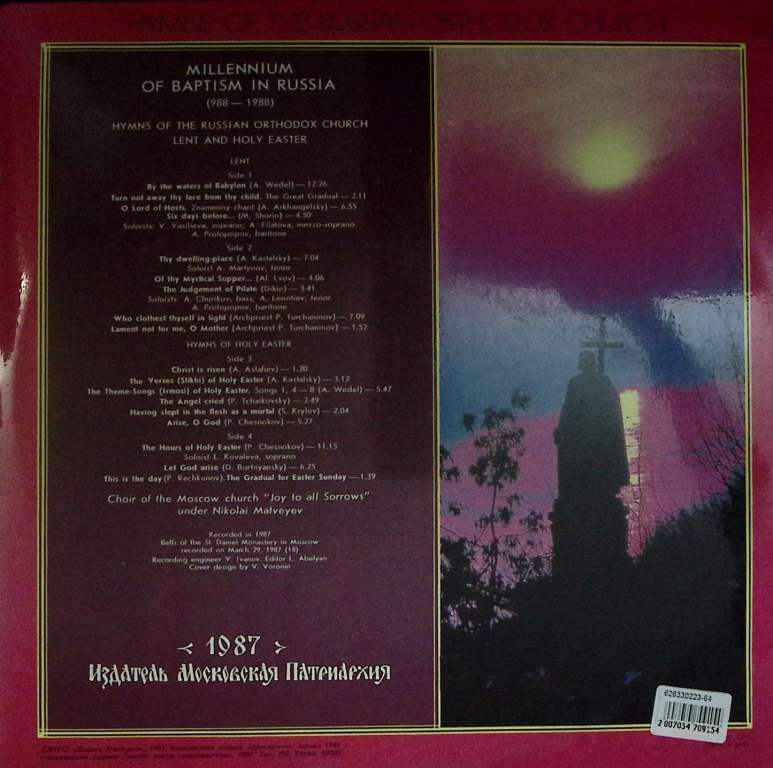 HYMNS OF THE RUSSIAN ORTHODOX CHURCH
MILLENNIUM
OF BAPTISM IN RUSSIA
(988 — 1988)
HYMNS OF THE RUSSIAN ORTHODOX CHURCH
LENT AND HOLY EASTER
LENT
Side 1
By the waters of Babylon (A. Wedel) — 12.26
Turn not away thy face from thy child. The Great Gradual — 2.11
O Lord of Hosts. Znamenny chant (A. Arkhangelsky) — 6.55
Six days before... (M. Shorin) — 4.50
Soloists: V. Vasilieva, soprano; A. Filatova, mezzo-soprano
A. Protopopov, baritone
Side 2
Thy dwelling-place (A. Kastalsky) — 7.04
Soloist A. Martynov, tenor
Of thy Mystical Supper... (Al. Lvov) — 4.06
The Judgement of Pilate (Dikin) — 3.41
Soloists: A. Churikov, bass; A. Leontiev, tenor
A. Protopopov, baritone
Who clothest thyself in light (Archpriest P. Turchaninov) — 7.09
Lament not for me, O Mother (Archpriest P. Turchaninov) — 1.52
HYMNS OF HOLY EASTER
Side 3
Christ is risen (A. Astafiev) — 1.20
The Verses (Stikhi) of Holy Easter (A. Kastalsky) — 3.12
The Theme-Songs (Irmosi) of Holy Easter. Songs 1, 4 — 8 (A. Wedel) — 5.47
The Angel cried (P. Tchaikovsky) — 2.49
Having slept in the flesh as a mortal (S. Krylov) — 2.04
Arise, O God (P. Chesnokov) — 5.27
Side 4
The Hours of Holy Easter (P. Chesnokov) — 11.15
Soloist L. Kovaleva, soprano
Let God arise (D. Bortnyansky) — 6.25
This is the day (P. Rechkunov). The Gradual for Easter Sunday — 1.39
Choir of the Moscow church "Joy to all Sorrows"
under Nikolai Matveyev
Recorded in 1987
Bells of the St. Daniel Monastery in Moscow
recorded on March 29, 1987 (18)
Recording engineer V. Ivanov. Editor L. Abelyan
Cover design by V. Voronin
1987
Издатель Московская Патриархия
626330223-64
2 007054 709154